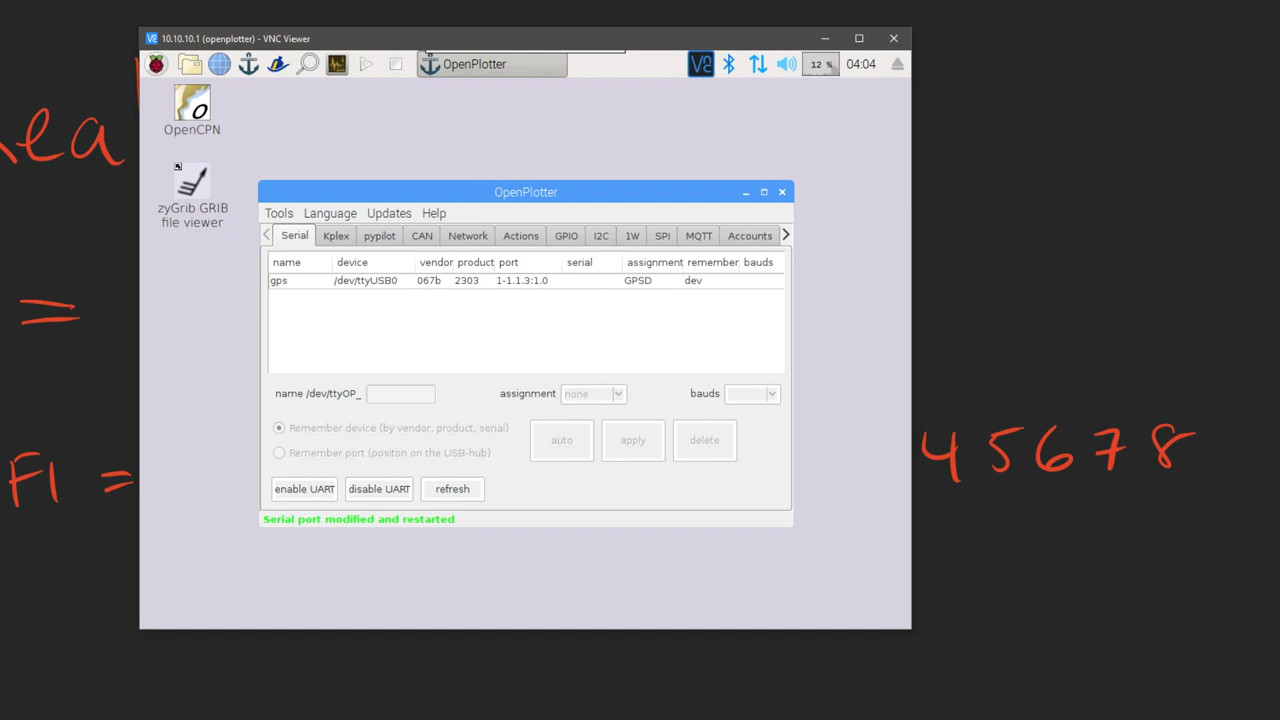 10.10.10.1 (openplotter) - VNC Viewer
OpenPlotter
12 %
04:04
OpenCPN
zyGrib GRIB
file viewer
OpenPlotter
Tools Language Updates Help
Serial Kplex pypilot CAN Network Actions GPIO I2C 1W SPI MQTT Accounts
name device vendor product port serial assignment remember bauds
gps /dev/ttyUSB0 067b 2303 1-1.1.3:1.0 GPSD dev
name /dev/ttyOP_ assignment none bauds
Remember device (by vendor, product, serial)
Remember port (positon on the USB-hub)
auto apply delete
enable UART disable UART refresh
Serial port modified and restarted
=
F1 = 45678